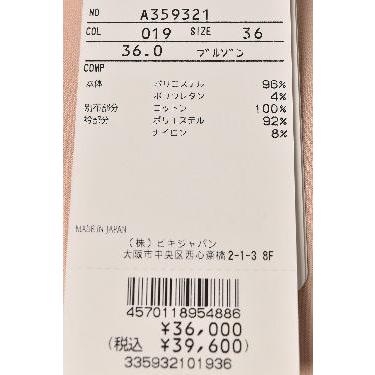 NO A359321
COL 019 SIZE 36
36.0 ブルゾン
COMP
本体 ポリエステル 96%
ポリウレタン 4%
別布部分 コットン 100%
衿部分 ポリエステル 92%
ナイロン 8%
MADE IN JAPAN
(株)ビキジャパン
大阪市中央区西心斎橋2-1-3 8F
4570118954886
¥36,000
(税込 ¥39,600)
335932101936